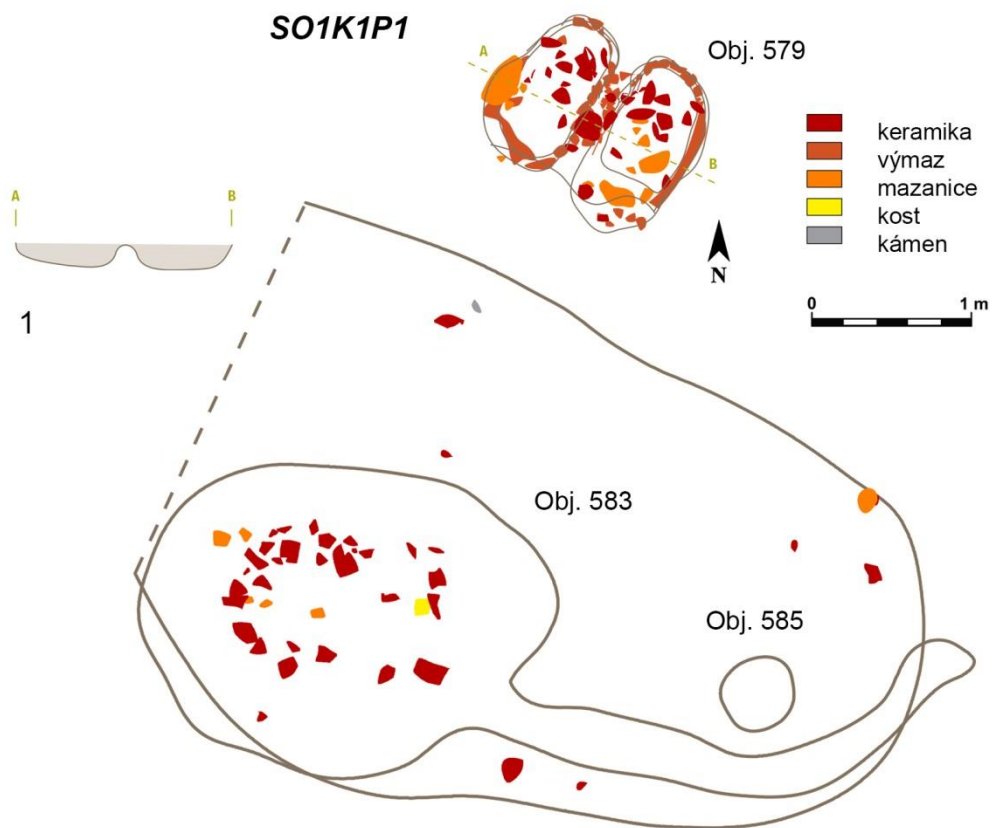 SO1K1P1
A
Obj. 579
B
keramika
výmaz
mazanice
kost
kámen
A B
N
0 1 m
1
Obj. 583
Obj. 585